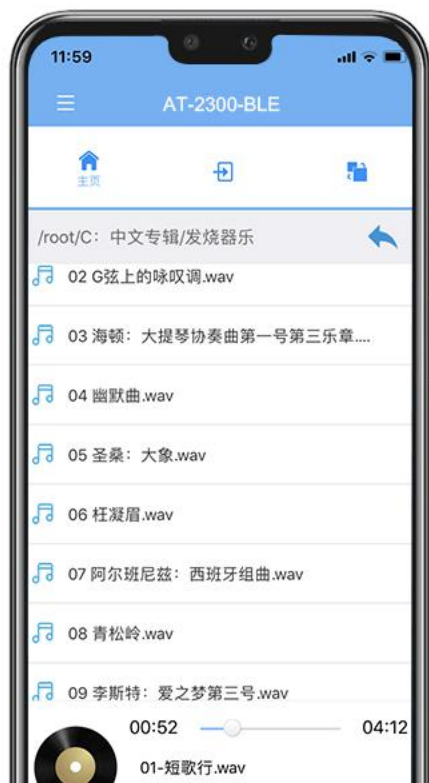 11:59
AT-2300-BLE
主页
/root/C：中文专辑/发烧器乐
02 G弦上的咏叹调.wav
03 海顿：大提琴协奏曲第一号第三乐章....
04 幽默曲.wav
05 圣桑：大象.wav
06 枉凝眉.wav
07 阿尔班尼兹：西班牙组曲.wav
08 青松岭.wav
09 李斯特：爱之梦第三号.wav
00:52 04:12
01-短歌行.wav